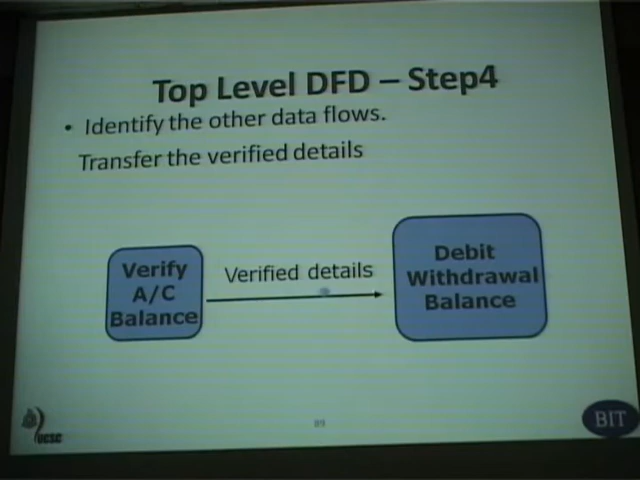 Top Level DFD – Step4
• Identify the other data flows.
Transfer the verified details
Verify
A/C
Balance
Verified details
Debit
Withdrawal
Balance
UCSC
89
BIT